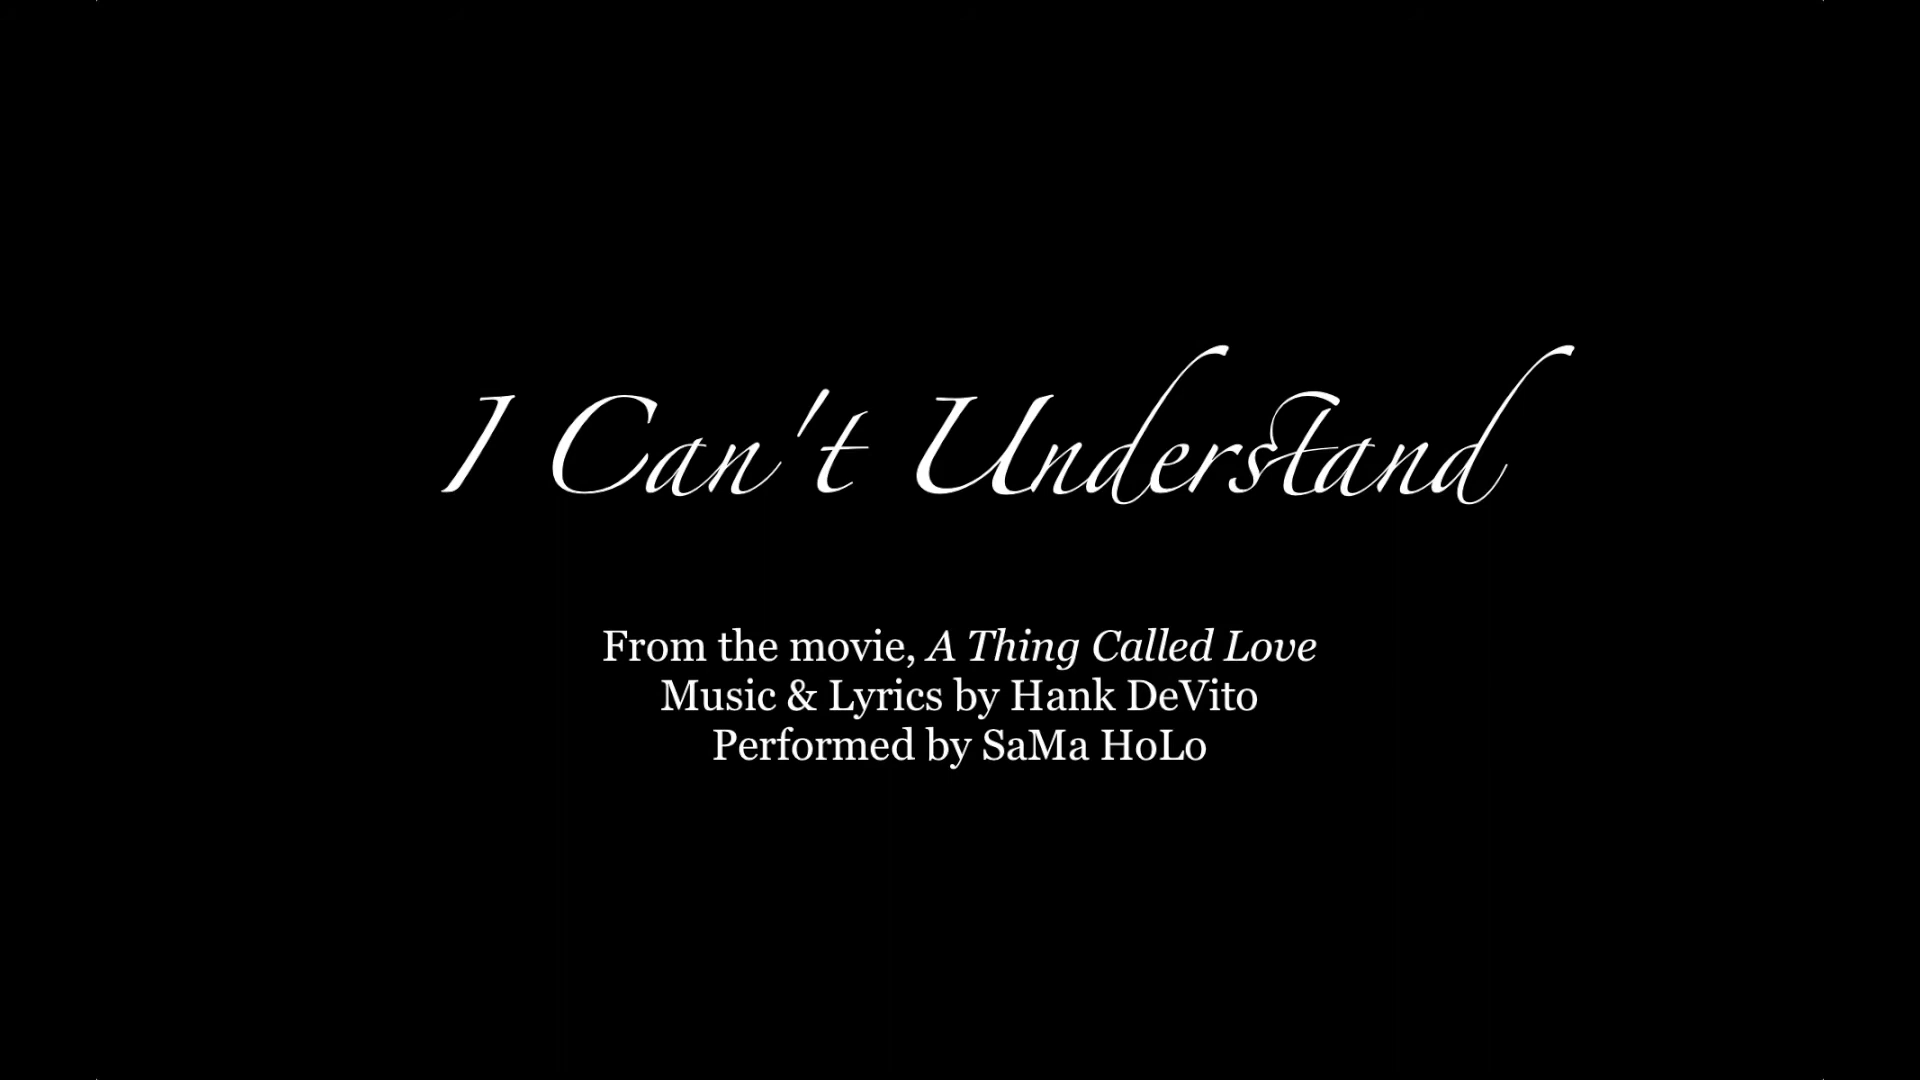 I Can't Understand
From the movie, A Thing Called Love
Music & Lyrics by Hank DeVito
Performed by SaMa HoLo